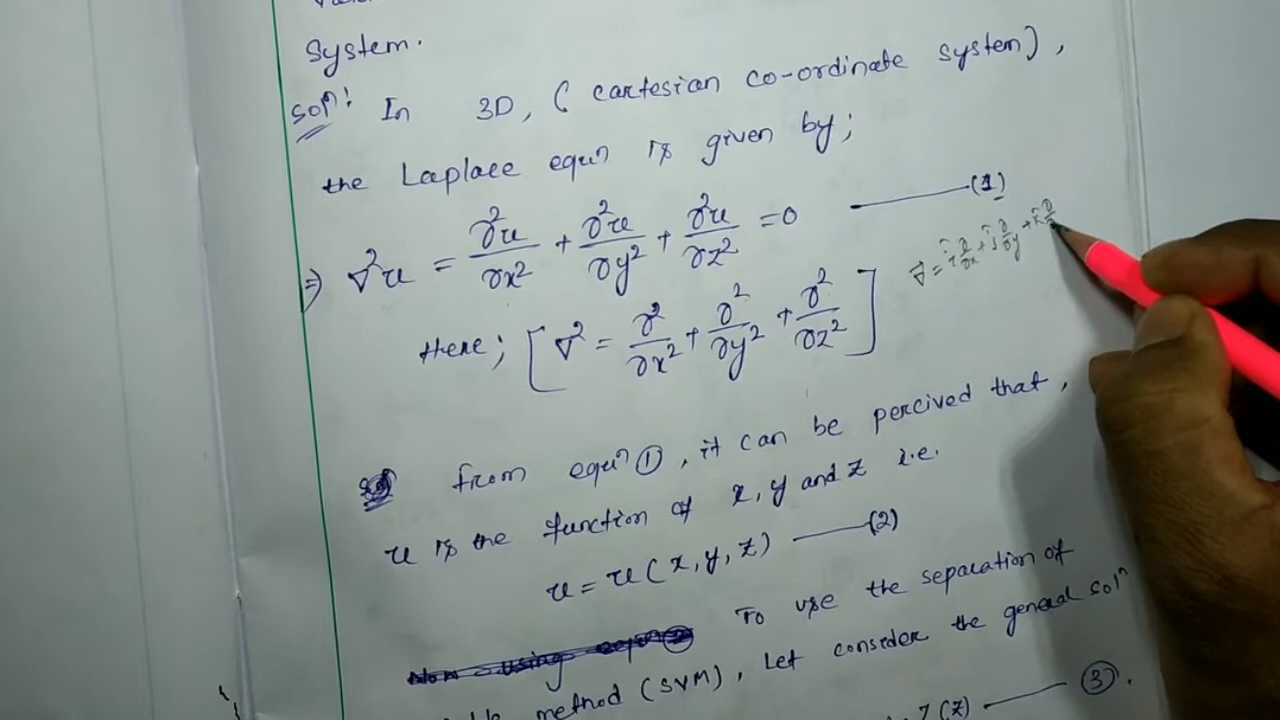 System.
Solⁿ: In 3D, (cartesian co-ordinate system),
the Laplace equⁿ is given by;
⇒ ∇²u = ∂²u/∂x² + ∂²u/∂y² + ∂²u/∂z² = 0 —— (1)
∇ = î ∂/∂x + ĵ ∂/∂y + k̂ ∂
Here; [∇² = ∂²/∂x² + ∂²/∂y² + ∂²/∂z²]
from equⁿ ①, it can be percived that,
u is the function of x, y and z i.e.
u = u(x, y, z) —— (2)
To use the separation of
method (SVM), Let consider the general solⁿ
Z(z) —— ③.